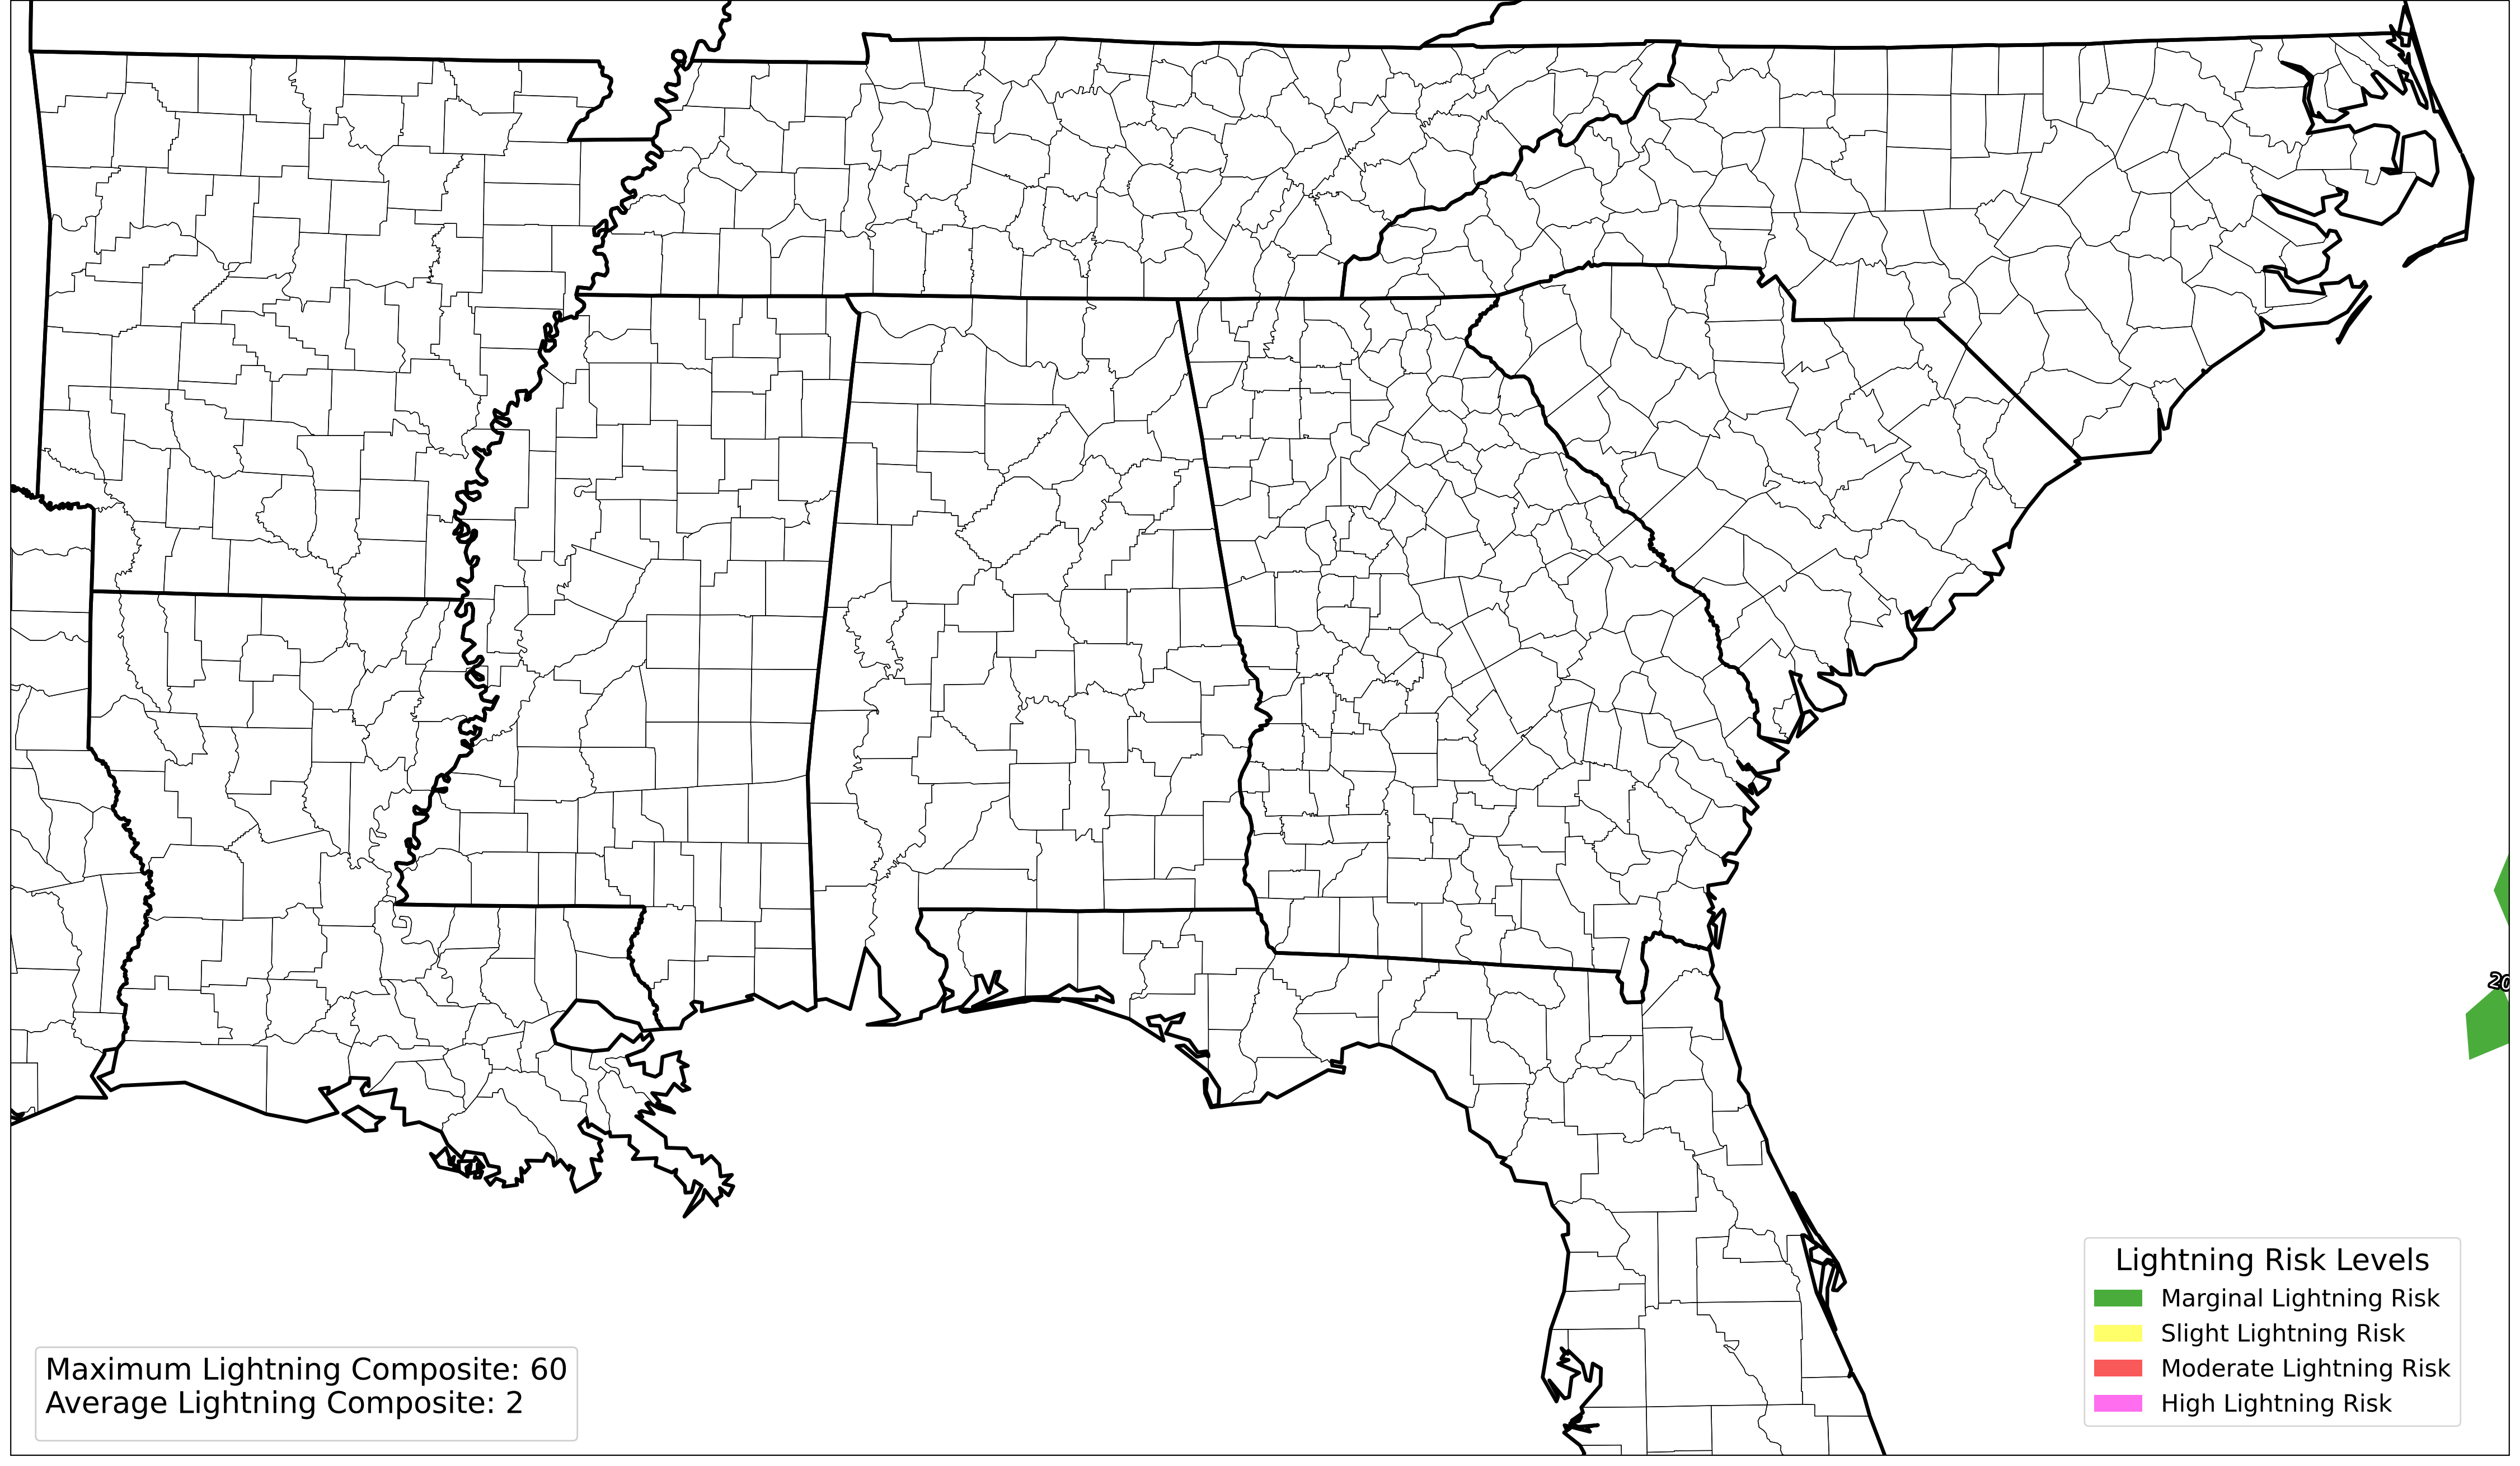 20
Lightning Risk Levels
Marginal Lightning Risk
Slight Lightning Risk
Moderate Lightning Risk
High Lightning Risk
Maximum Lightning Composite: 60
Average Lightning Composite: 2